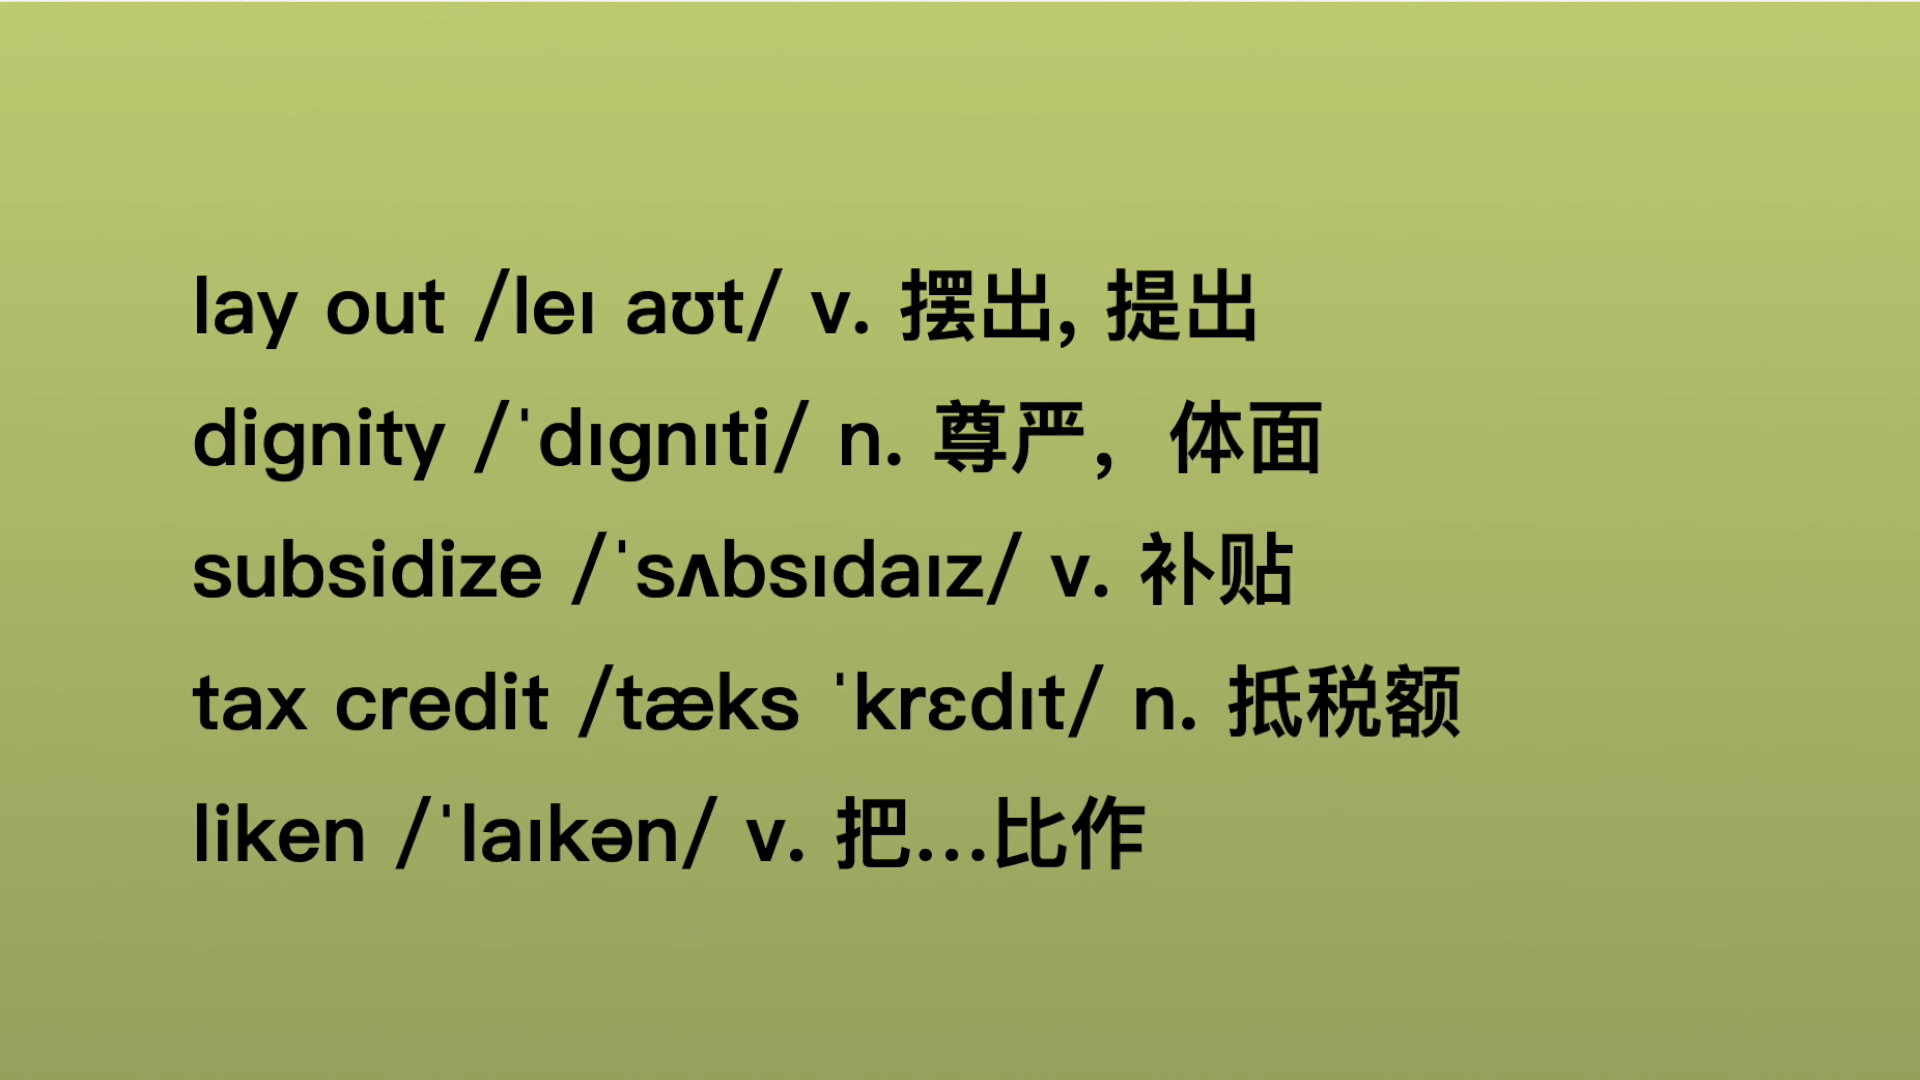 lay out /leɪ aʊt/ v. 摆出, 提出
dignity /ˈdɪgnɪti/ n. 尊严，体面
subsidize /ˈsʌbsɪdaɪz/ v. 补贴
tax credit /tæks ˈkrɛdɪt/ n. 抵税额
liken /ˈlaɪkən/ v. 把…比作